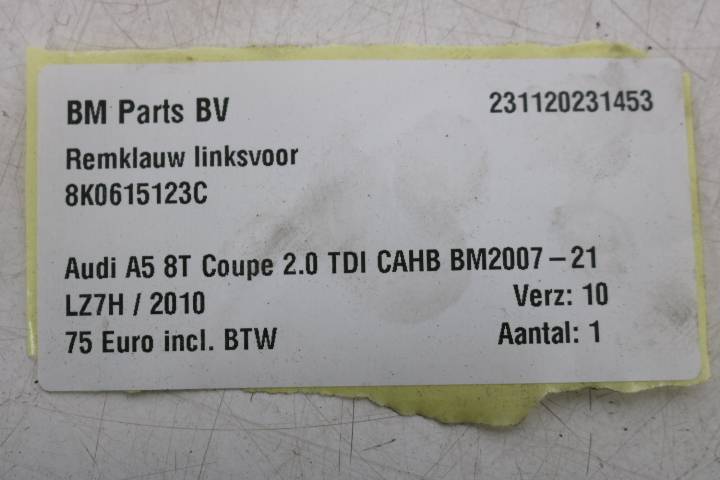 BM Parts BV 231120231453
Remklauw linksvoor
8K0615123C
Audi A5 8T Coupe 2.0 TDI CAHB BM2007-21
LZ7H / 2010 Verz: 10
75 Euro incl. BTW Aantal: 1